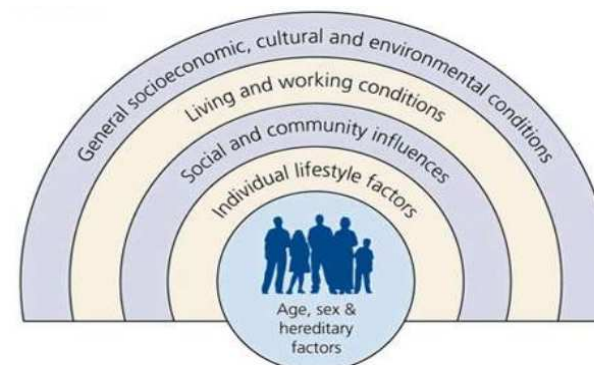 General socioeconomic, cultural and environmental conditions
Living and working conditions
Social and community influences
Individual lifestyle factors
Age, sex &
hereditary
factors